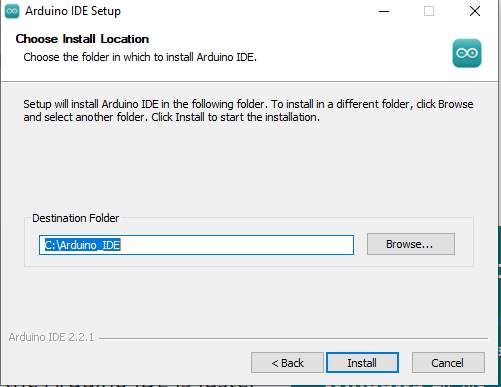 Arduino IDE Setup
Choose Install Location
Choose the folder in which to install Arduino IDE.
Setup will install Arduino IDE in the following folder. To install in a different folder, click Browse
and select another folder. Click Install to start the installation.
Destination Folder
C:\Arduino_IDE
Browse...
Arduino IDE 2.2.1
< Back
Install
Cancel